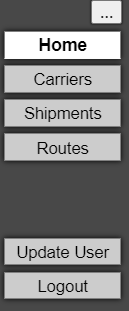 ...
Home
Carriers
Shipments
Routes
Update User
Logout